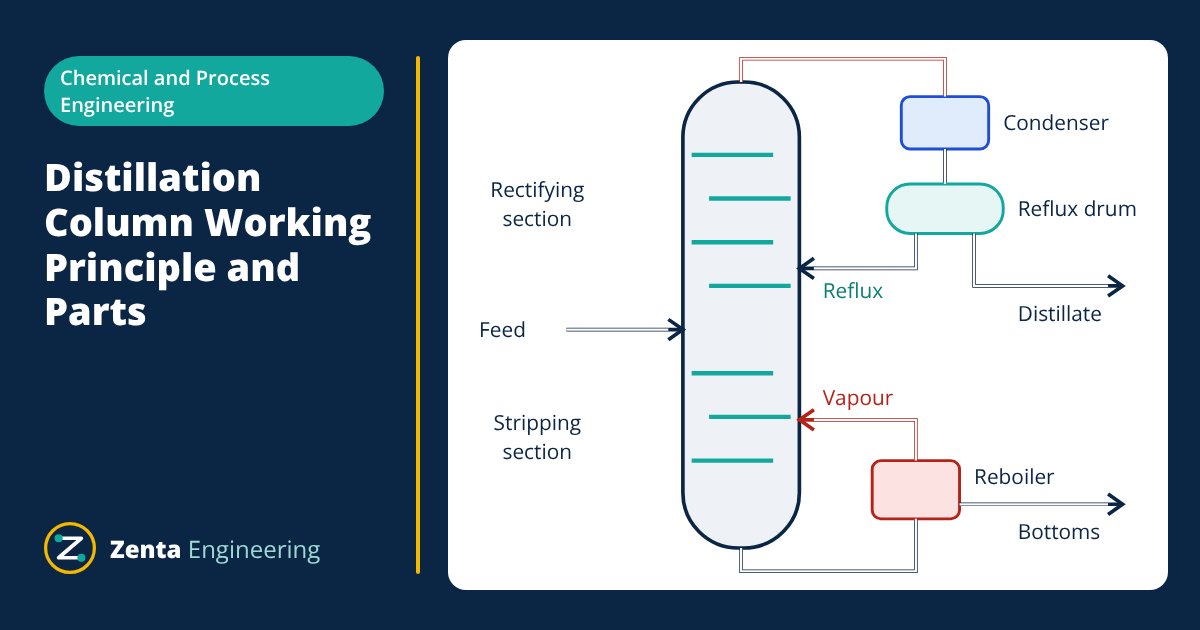 Chemical and Process
Engineering
Distillation
Column Working
Principle and
Parts
Zenta Engineering
Rectifying
section
Feed
Stripping
section
Condenser
Reflux drum
Reflux
Distillate
Vapour
Reboiler
Bottoms